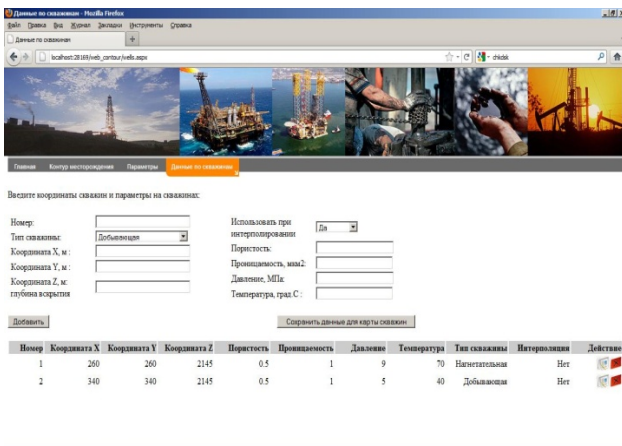 Данные по скважинам - Mozilla Firefox
Файл Правка Вид Журнал Закладки Инструменты Справка
Данные по скважинам +
localhost:28169/web_contour/wells.aspx
Главная Контур месторождения Параметры Данные по скважинам
Введите координаты скважин и параметры на скважинах:
Номер:
Тип скважины: Добывающая
Координата X, м :
Координата Y, м :
Координата Z, м:
глубина вскрытия
Использовать при
интерполировании Да
Пористость:
Проницаемость, мкм2:
Давление, МПа:
Температура, град.С :
Добавить Сохранить данные для карты скважин
Номер Координата X Координата Y Координата Z Пористость Проницаемость Давление Температура Тип скважины Интерполяция Действие
1 260 260 2145 0.5 1 9 70 Нагнетательная Нет
2 340 340 2145 0.5 1 5 40 Добывающая Нет